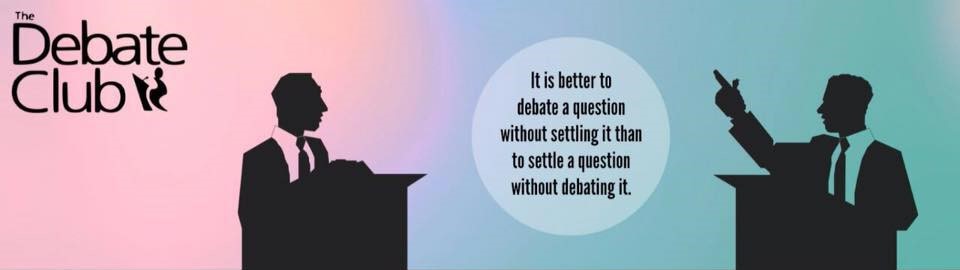 The
Debate
Club
It is better to
debate a question
without settling it than
to settle a question
without debating it.